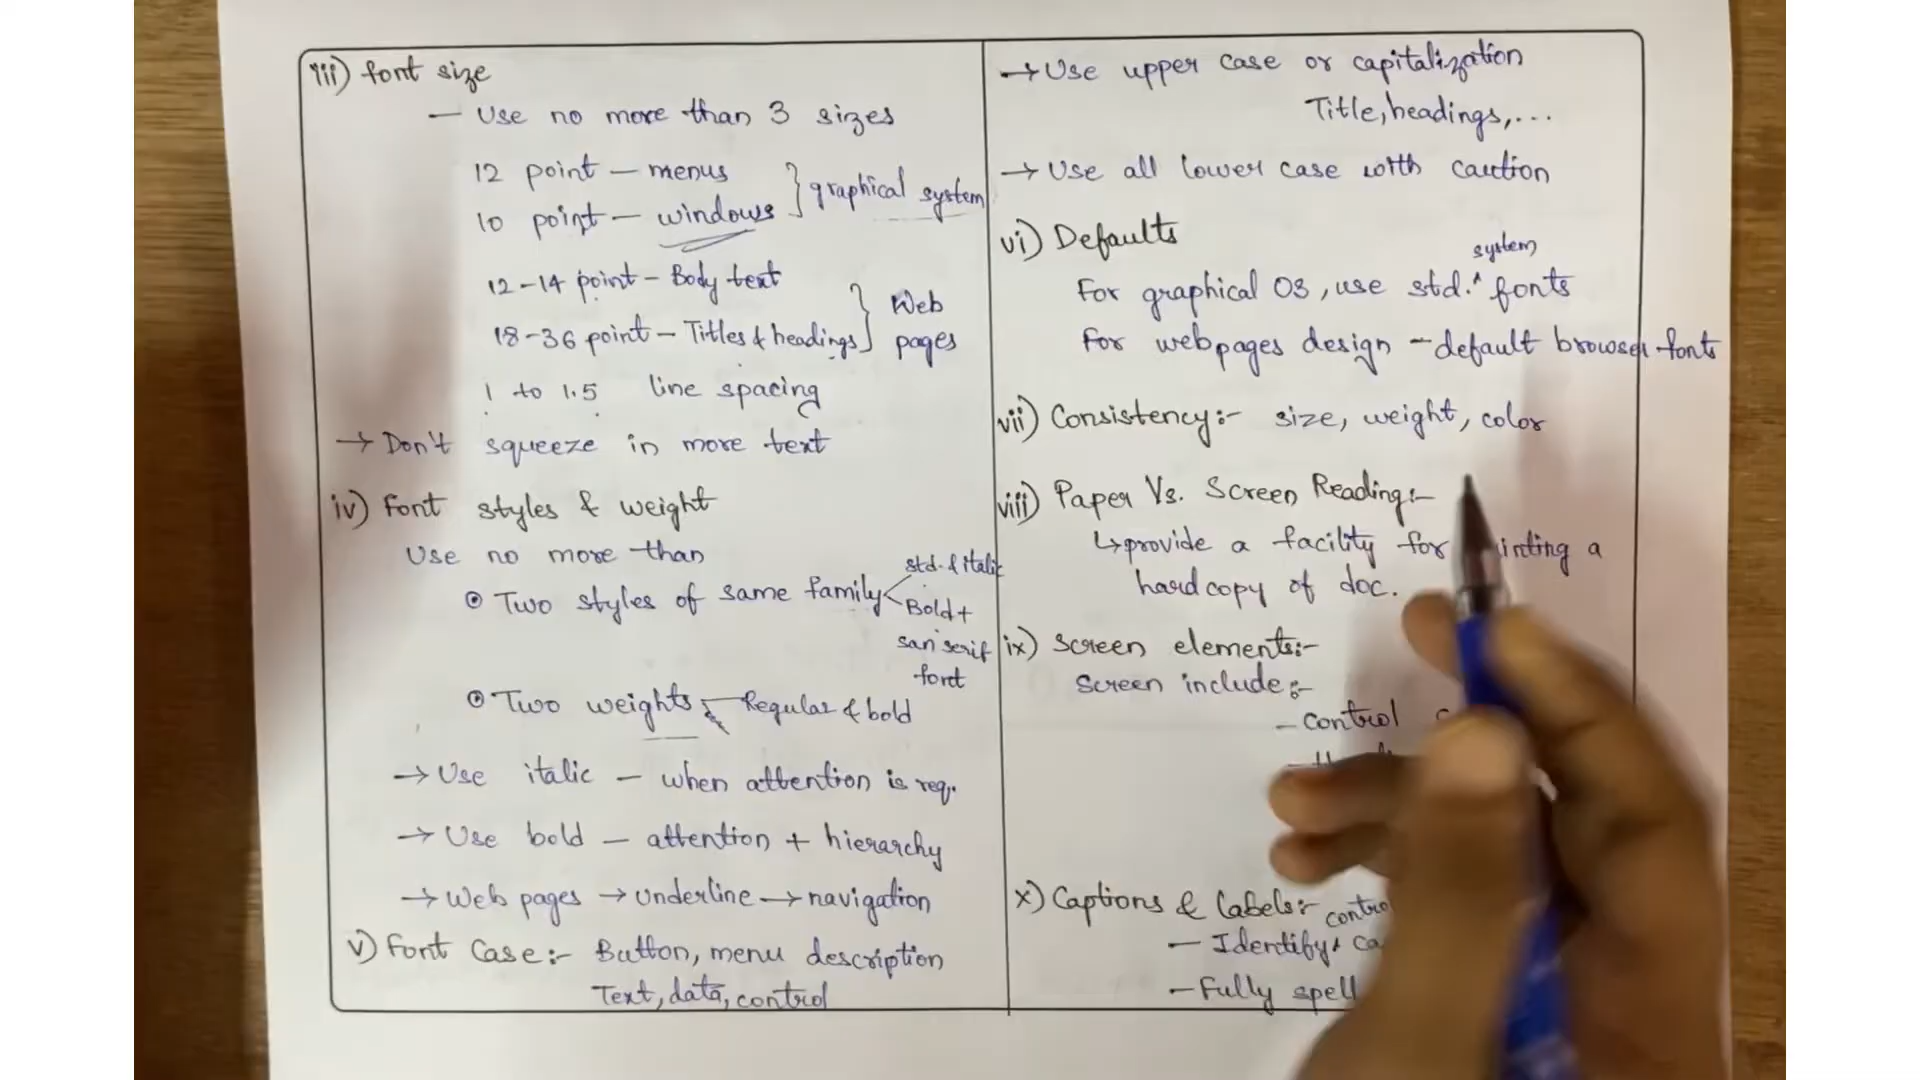 iii) font size
— Use no more than 3 sizes
12 point — menus
10 point — windows
} graphical system
12-14 point — Body text
18-36 point — Titles & headings
} Web pages
1 to 1.5 line spacing
→ Don't squeeze in more text
iv) Font styles & weight
Use no more than
⊙ Two styles of same family < std. & italic
Bold +
san serif
font
⊙ Two weights Regular & bold
→ Use italic — when attention is req.
→ Use bold — attention + hierarchy
→ Web pages → underline → navigation
v) Font Case:- Button, menu description
Text, data, control
→ Use upper case or capitalization
Title, headings, ...
→ Use all lower case with caution
vi) Defaults
For graphical OS, use std. system fonts
For webpages design — default browser fonts
vii) Consistency:- size, weight, color
viii) Paper Vs. Screen Reading:-
↳ provide a facility for a
hardcopy of doc.
ix) Screen elements:-
Screen include:-
— control
x) Captions & Labels:-
— Identify
— Fully spell